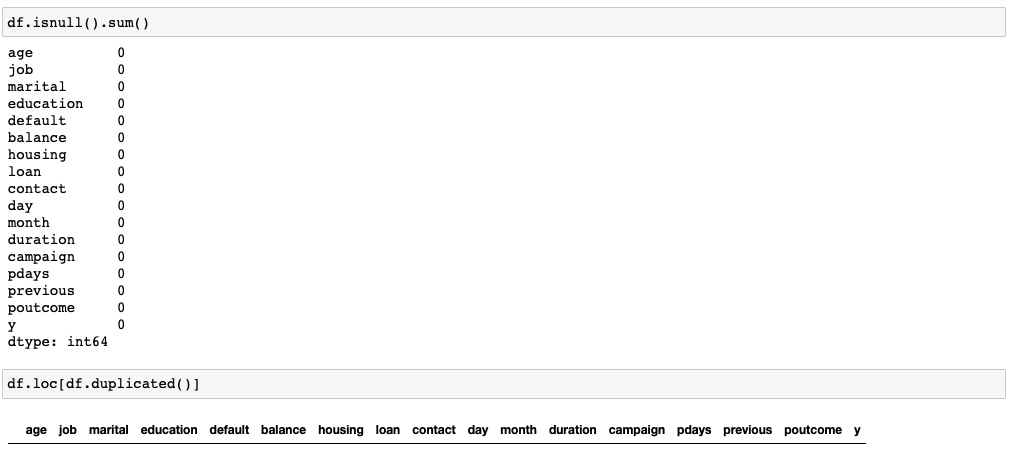 df.isnull().sum()
age 0
job 0
marital 0
education 0
default 0
balance 0
housing 0
loan 0
contact 0
day 0
month 0
duration 0
campaign 0
pdays 0
previous 0
poutcome 0
y 0
dtype: int64
df.loc[df.duplicated()]
age job marital education default balance housing loan contact day month duration campaign pdays previous poutcome y